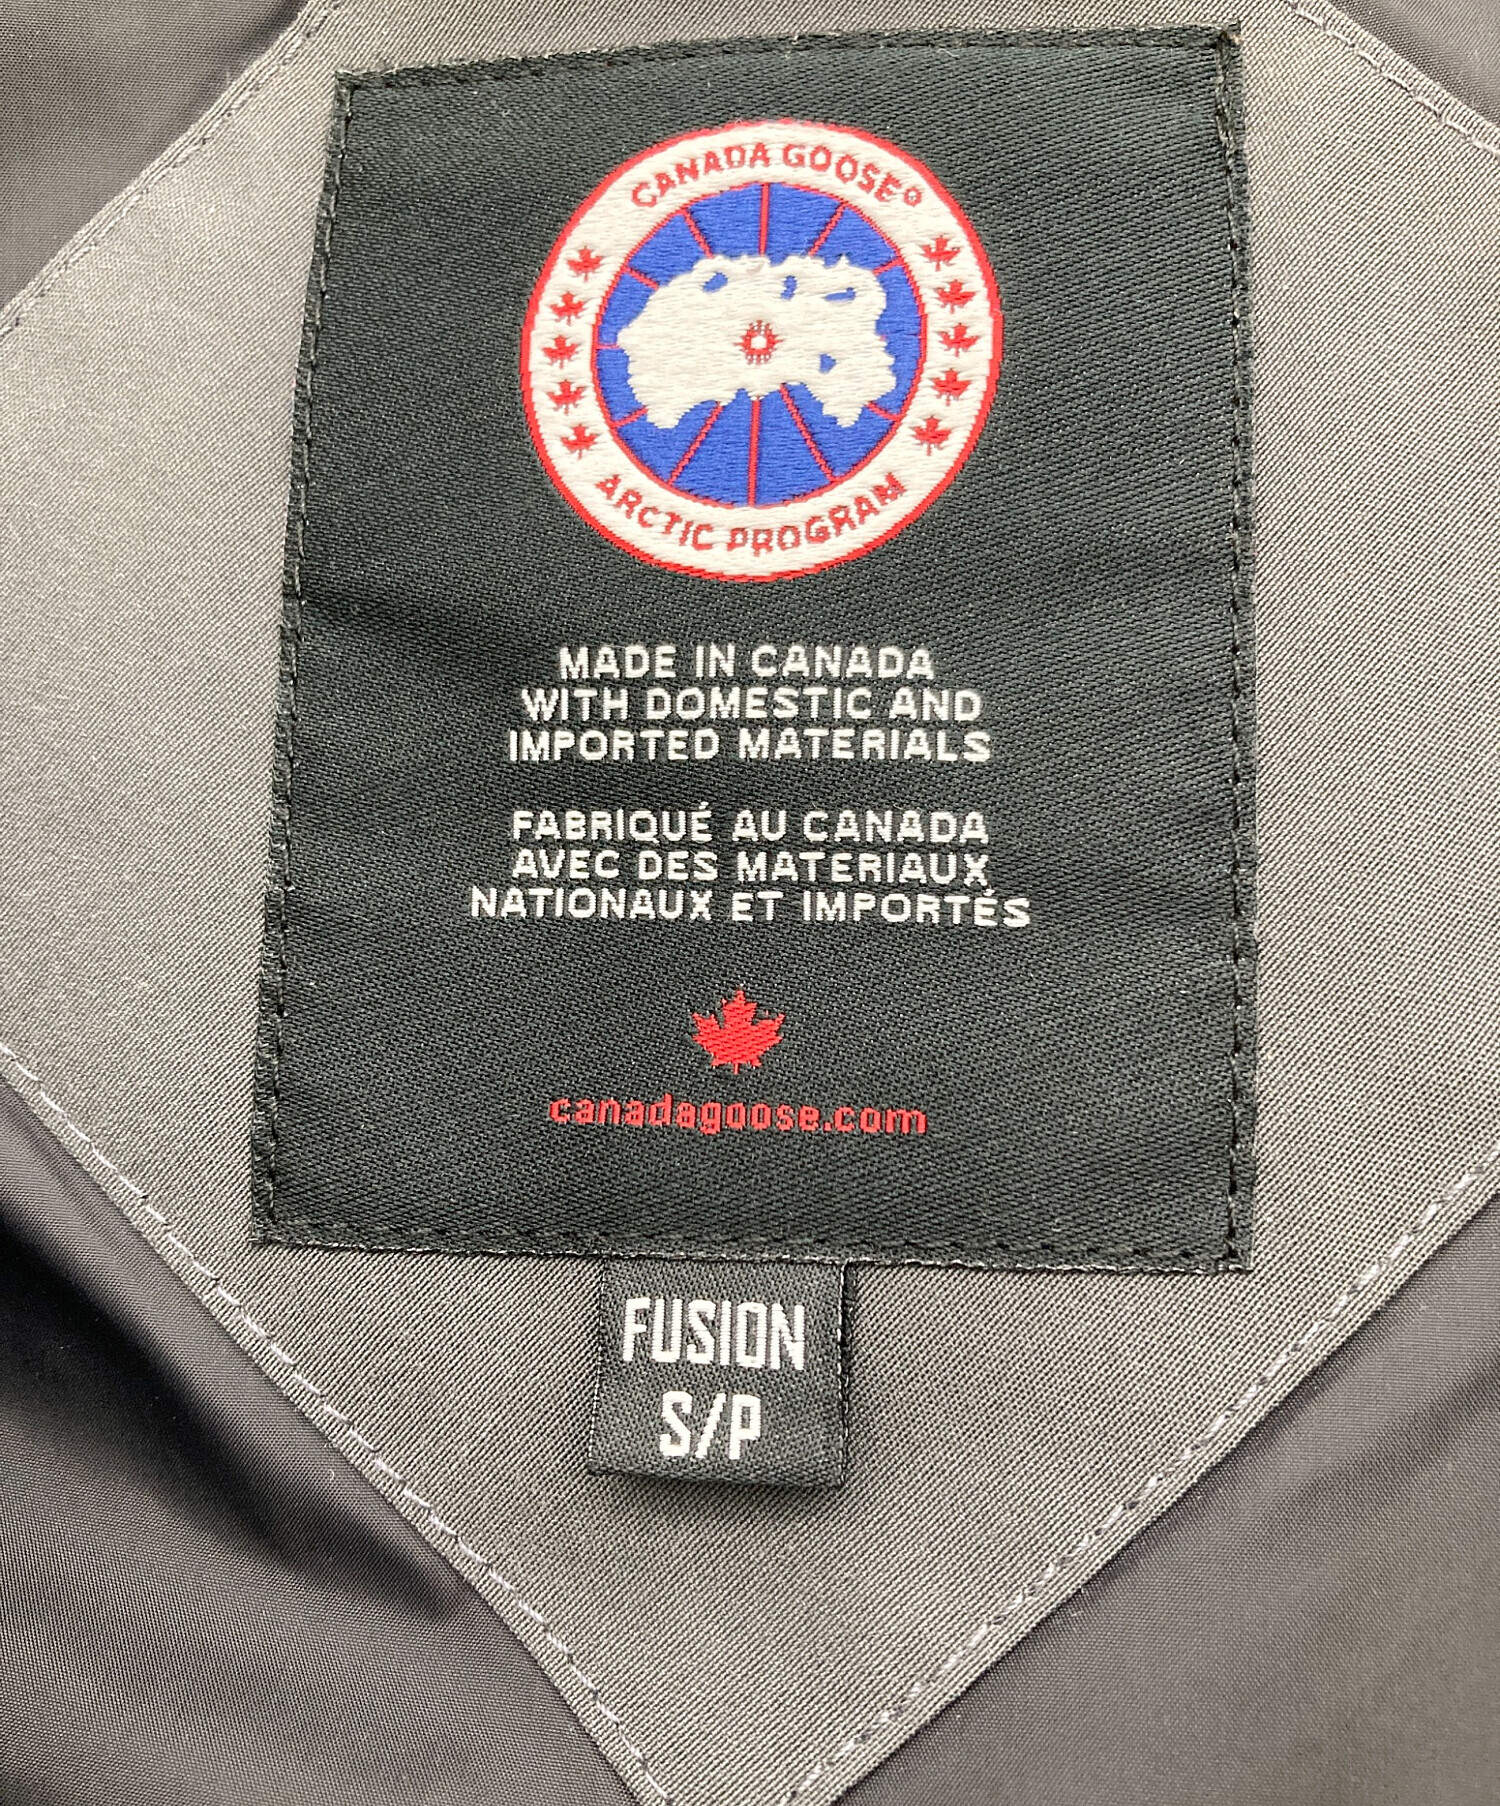 CANADA GOOSE®
ARCTIC PROGRAM
MADE IN CANADA
WITH DOMESTIC AND
IMPORTED MATERIALS
FABRIQUÉ AU CANADA
AVEC DES MATERIAUX
NATIONAUX ET IMPORTÉS
canadagoose.com
FUSION
S/P